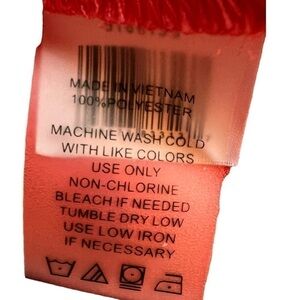 MADE IN VIETNAM
100% POLYESTER
MACHINE WASH COLD
WITH LIKE COLORS
USE ONLY
NON-CHLORINE
BLEACH IF NEEDED
TUMBLE DRY LOW
USE LOW IRON
IF NECESSARY